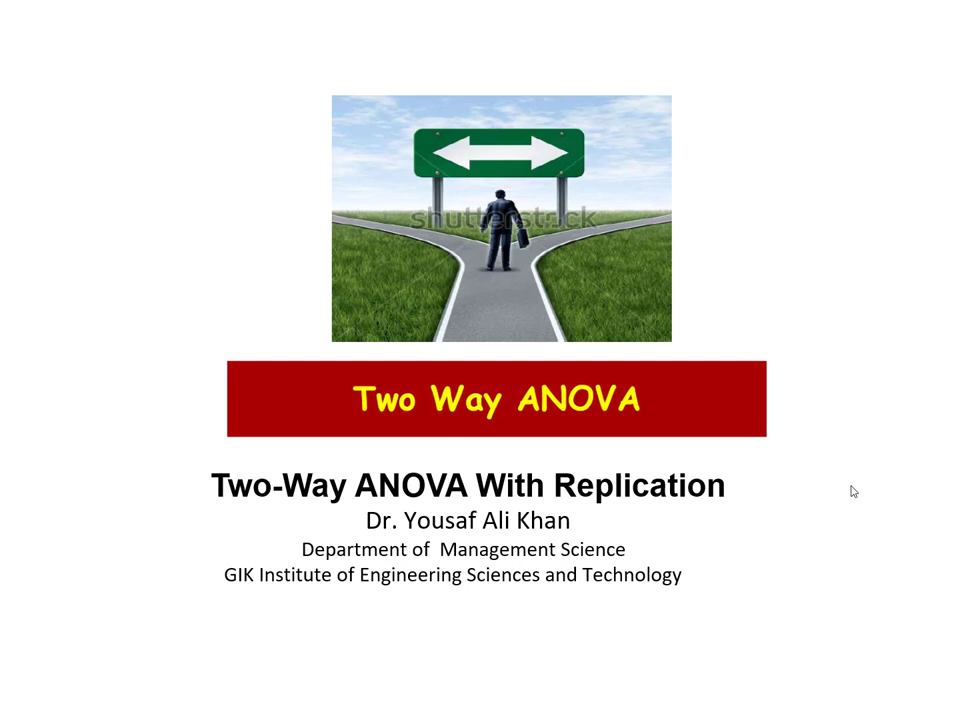 shutterstock
Two Way ANOVA
Two-Way ANOVA With Replication
Dr. Yousaf Ali Khan
Department of  Management Science
GIK Institute of Engineering Sciences and Technology